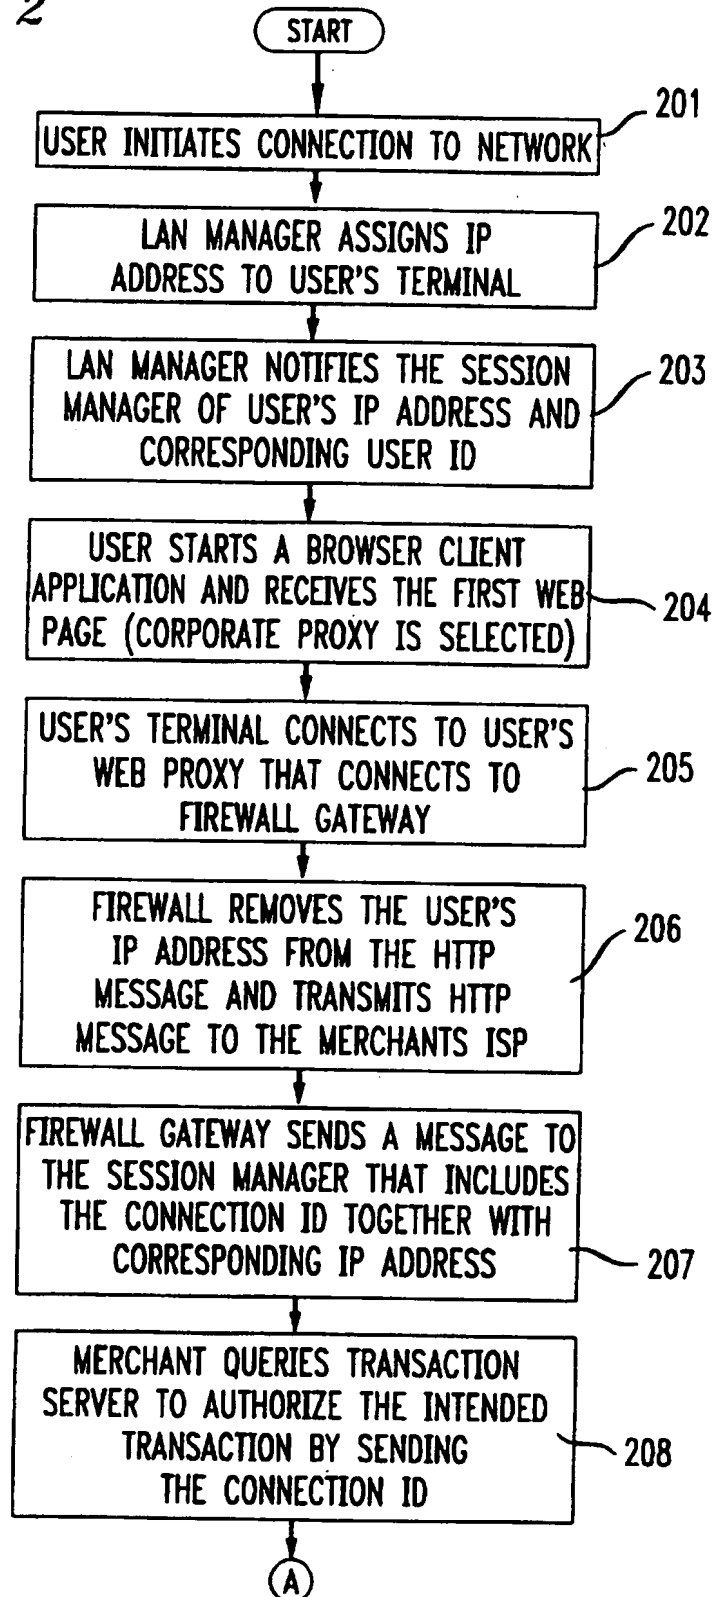 2
START
USER INITIATES CONNECTION TO NETWORK
201
LAN MANAGER ASSIGNS IP
ADDRESS TO USER'S TERMINAL
202
LAN MANAGER NOTIFIES THE SESSION
MANAGER OF USER'S IP ADDRESS AND
CORRESPONDING USER ID
203
USER STARTS A BROWSER CLIENT
APPLICATION AND RECEIVES THE FIRST WEB
PAGE (CORPORATE PROXY IS SELECTED)
204
USER'S TERMINAL CONNECTS TO USER'S
WEB PROXY THAT CONNECTS TO
FIREWALL GATEWAY
205
FIREWALL REMOVES THE USER'S
IP ADDRESS FROM THE HTTP
MESSAGE AND TRANSMITS HTTP
MESSAGE TO THE MERCHANTS ISP
206
FIREWALL GATEWAY SENDS A MESSAGE TO
THE SESSION MANAGER THAT INCLUDES
THE CONNECTION ID TOGETHER WITH
CORRESPONDING IP ADDRESS
207
MERCHANT QUERIES TRANSACTION
SERVER TO AUTHORIZE THE INTENDED
TRANSACTION BY SENDING
THE CONNECTION ID
208
A